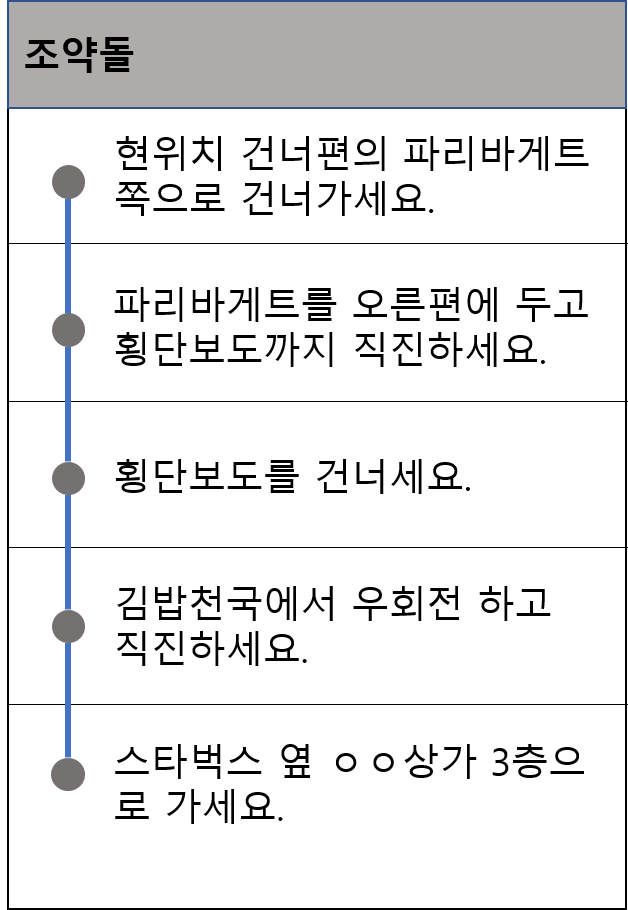 조약돌
현위치 건너편의 파리바게트
쪽으로 건너가세요.
파리바게트를 오른편에 두고
횡단보도까지 직진하세요.
횡단보도를 건너세요.
김밥천국에서 우회전 하고
직진하세요.
스타벅스 옆 ㅇㅇ상가 3층으
로 가세요.